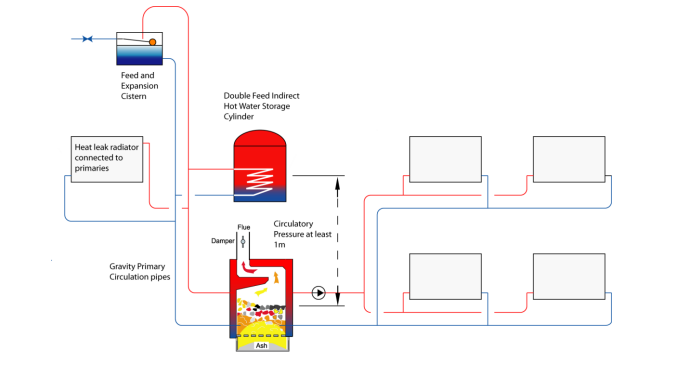 Feed and
Expansion
Cistern
Double Feed Indirect
Hot Water Storage
Cylinder
Heat leak radiator
connected to
primaries
Circulatory
Pressure at least
1m
Flue
Damper
Gravity Primary
Circulation pipes
Ash